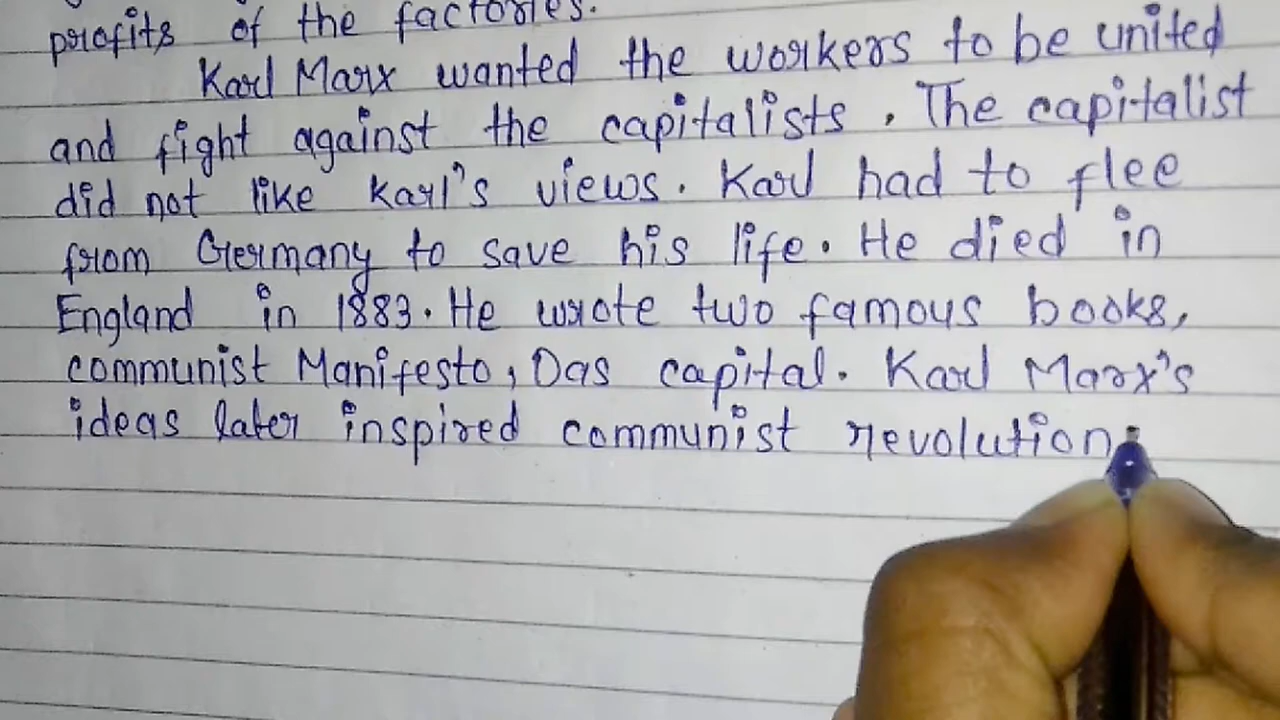 profits of the factories.
Karl Marx wanted the workers to be united
and fight against the capitalists. The capitalist
did not like Karl's views. Karl had to flee
from Germany to save his life. He died in
England in 1883. He wrote two famous books,
communist Manifesto, Das capital. Karl Marx's
ideas later inspired communist revolution